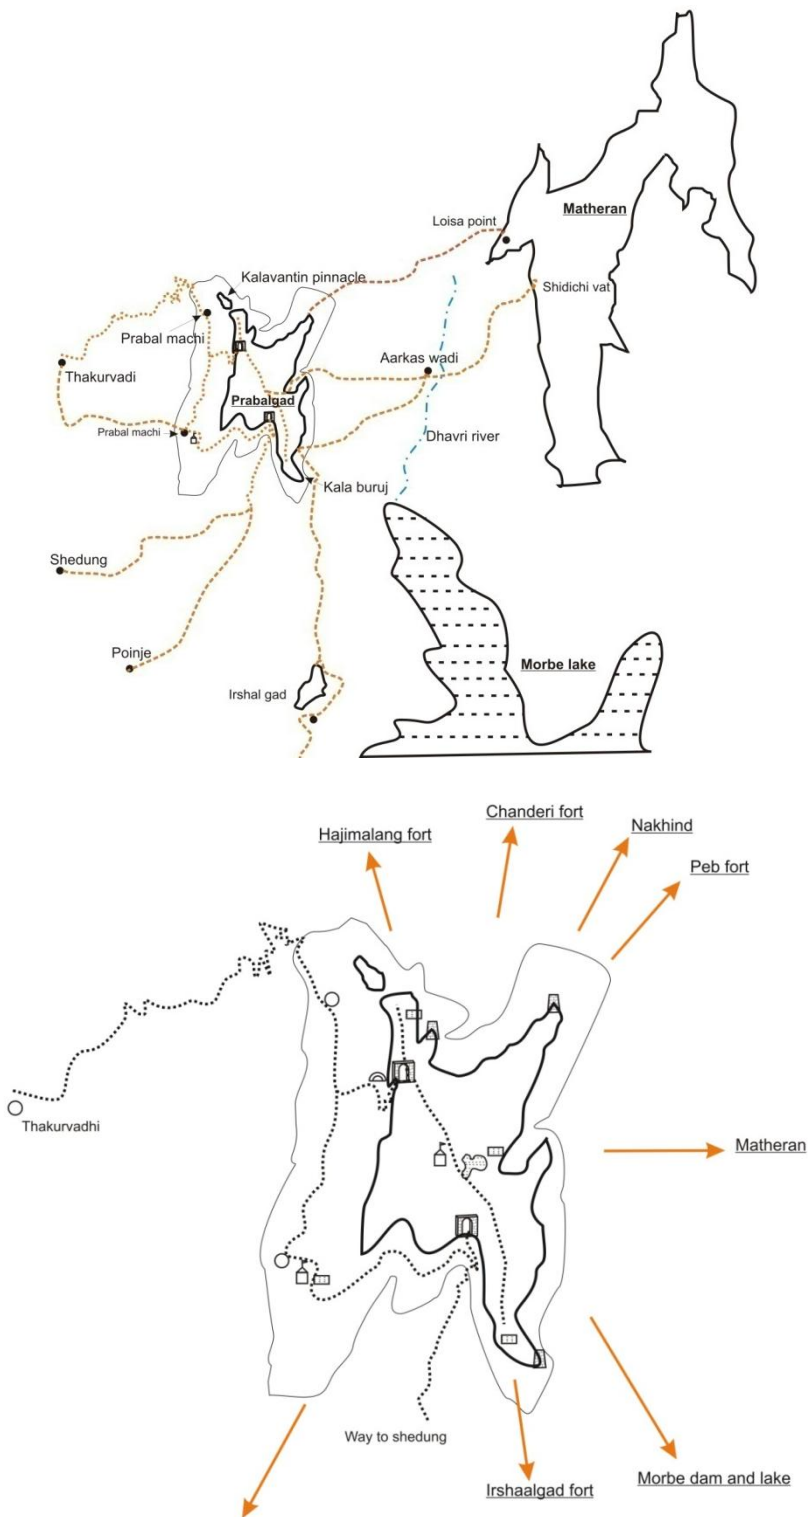 Matheran
Loisa point
Kalavantin pinnacle
Shidichi vat
Prabal machi
Aarkas wadi
Thakurvadi
Prabalgad
Prabal machi
Dhavri river
Kala buruj
Shedung
Poinje
Morbe lake
Irshal gad
Chanderi fort
Hajimalang fort
Nakhind
Peb fort
Thakurvadhi
Matheran
Way to shedung
Morbe dam and lake
Irshaalgad fort